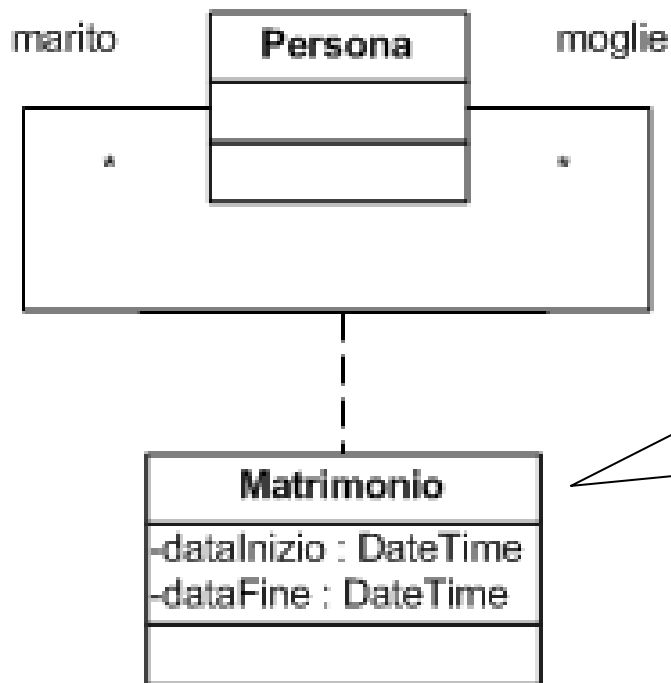 marito
Persona
moglie
*
*
Matrimonio
-dataInizio : DateTime
-dataFine : DateTime